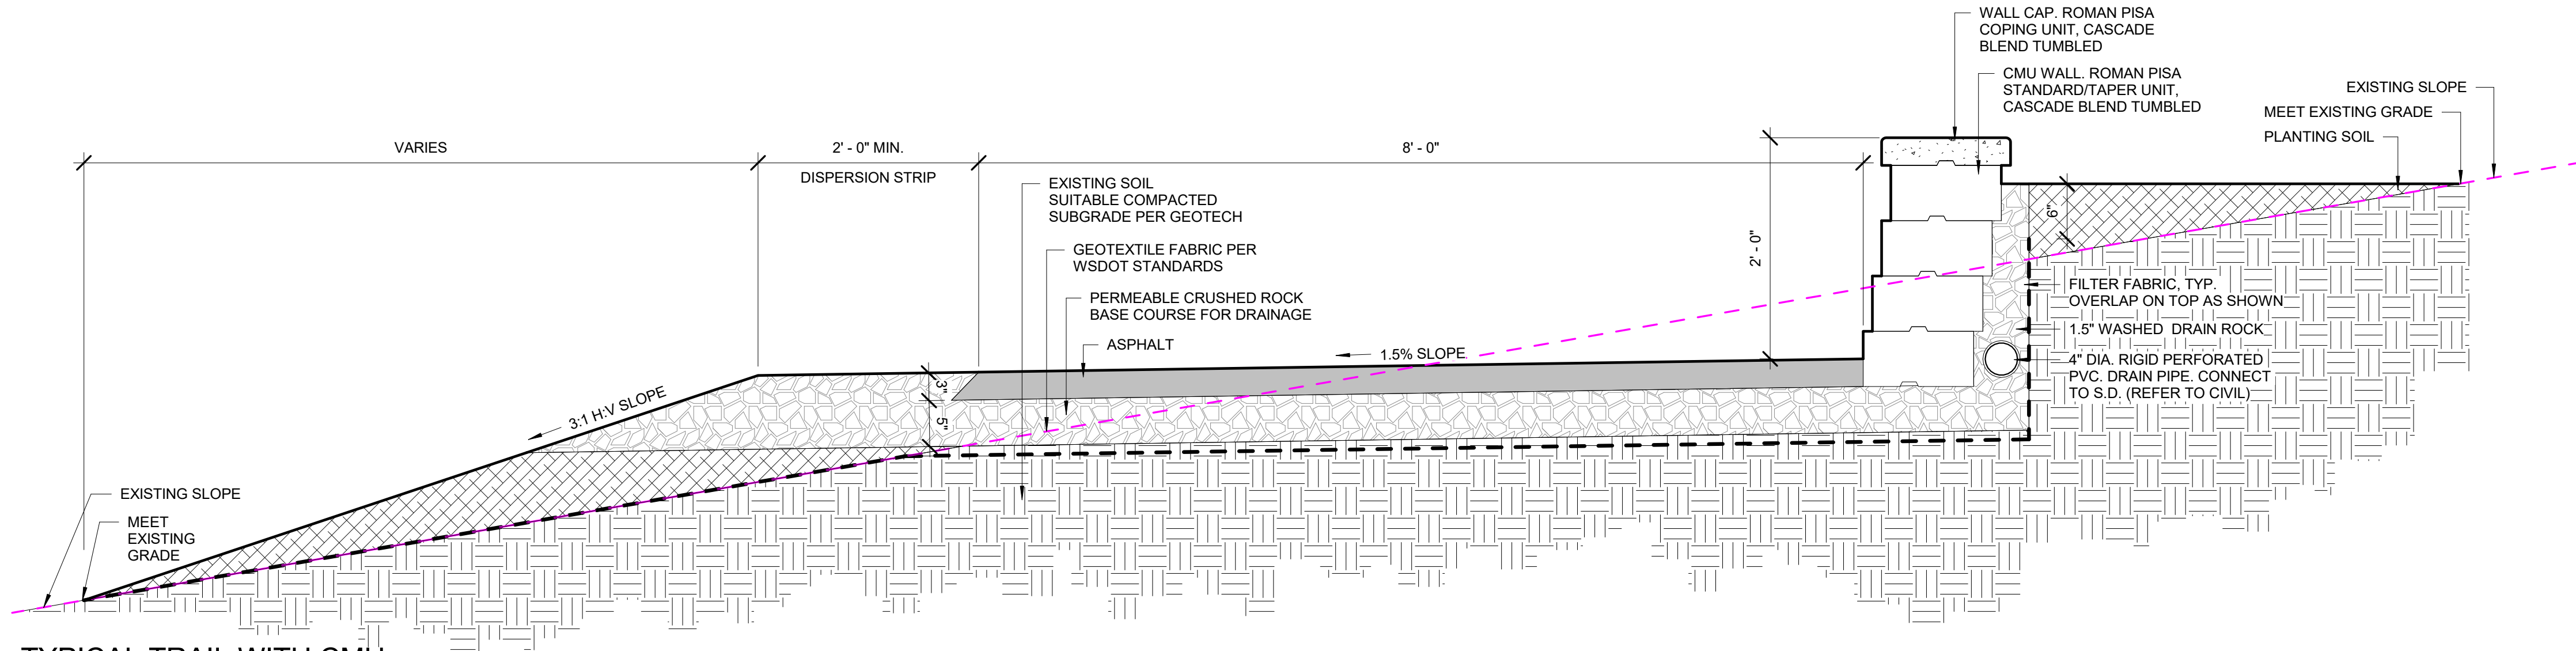 WALL CAP. ROMAN PISA
COPING UNIT, CASCADE
BLEND TUMBLED
CMU WALL. ROMAN PISA
STANDARD/TAPER UNIT,
CASCADE BLEND TUMBLED
EXISTING SLOPE
MEET EXISTING GRADE
PLANTING SOIL
VARIES
2' - 0" MIN.
DISPERSION STRIP
8' - 0"
EXISTING SOIL
SUITABLE COMPACTED
SUBGRADE PER GEOTECH
GEOTEXTILE FABRIC PER
WSDOT STANDARDS
PERMEABLE CRUSHED ROCK
BASE COURSE FOR DRAINAGE
ASPHALT
1.5% SLOPE
2' - 0"
6"
FILTER FABRIC, TYP.
OVERLAP ON TOP AS SHOWN
1.5" WASHED DRAIN ROCK
4" DIA. RIGID PERFORATED
PVC. DRAIN PIPE. CONNECT
TO S.D. (REFER TO CIVIL)
3"
5"
3:1 H:V SLOPE
EXISTING SLOPE
MEET
EXISTING
GRADE
TYPICAL TRAIL WITH CMU